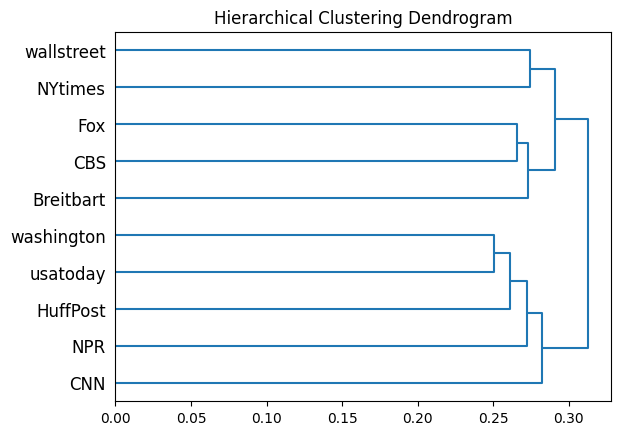 Hierarchical Clustering Dendrogram
wallstreet
NYtimes
Fox
CBS
Breitbart
washington
usatoday
HuffPost
NPR
CNN
0.00 0.05 0.10 0.15 0.20 0.25 0.30